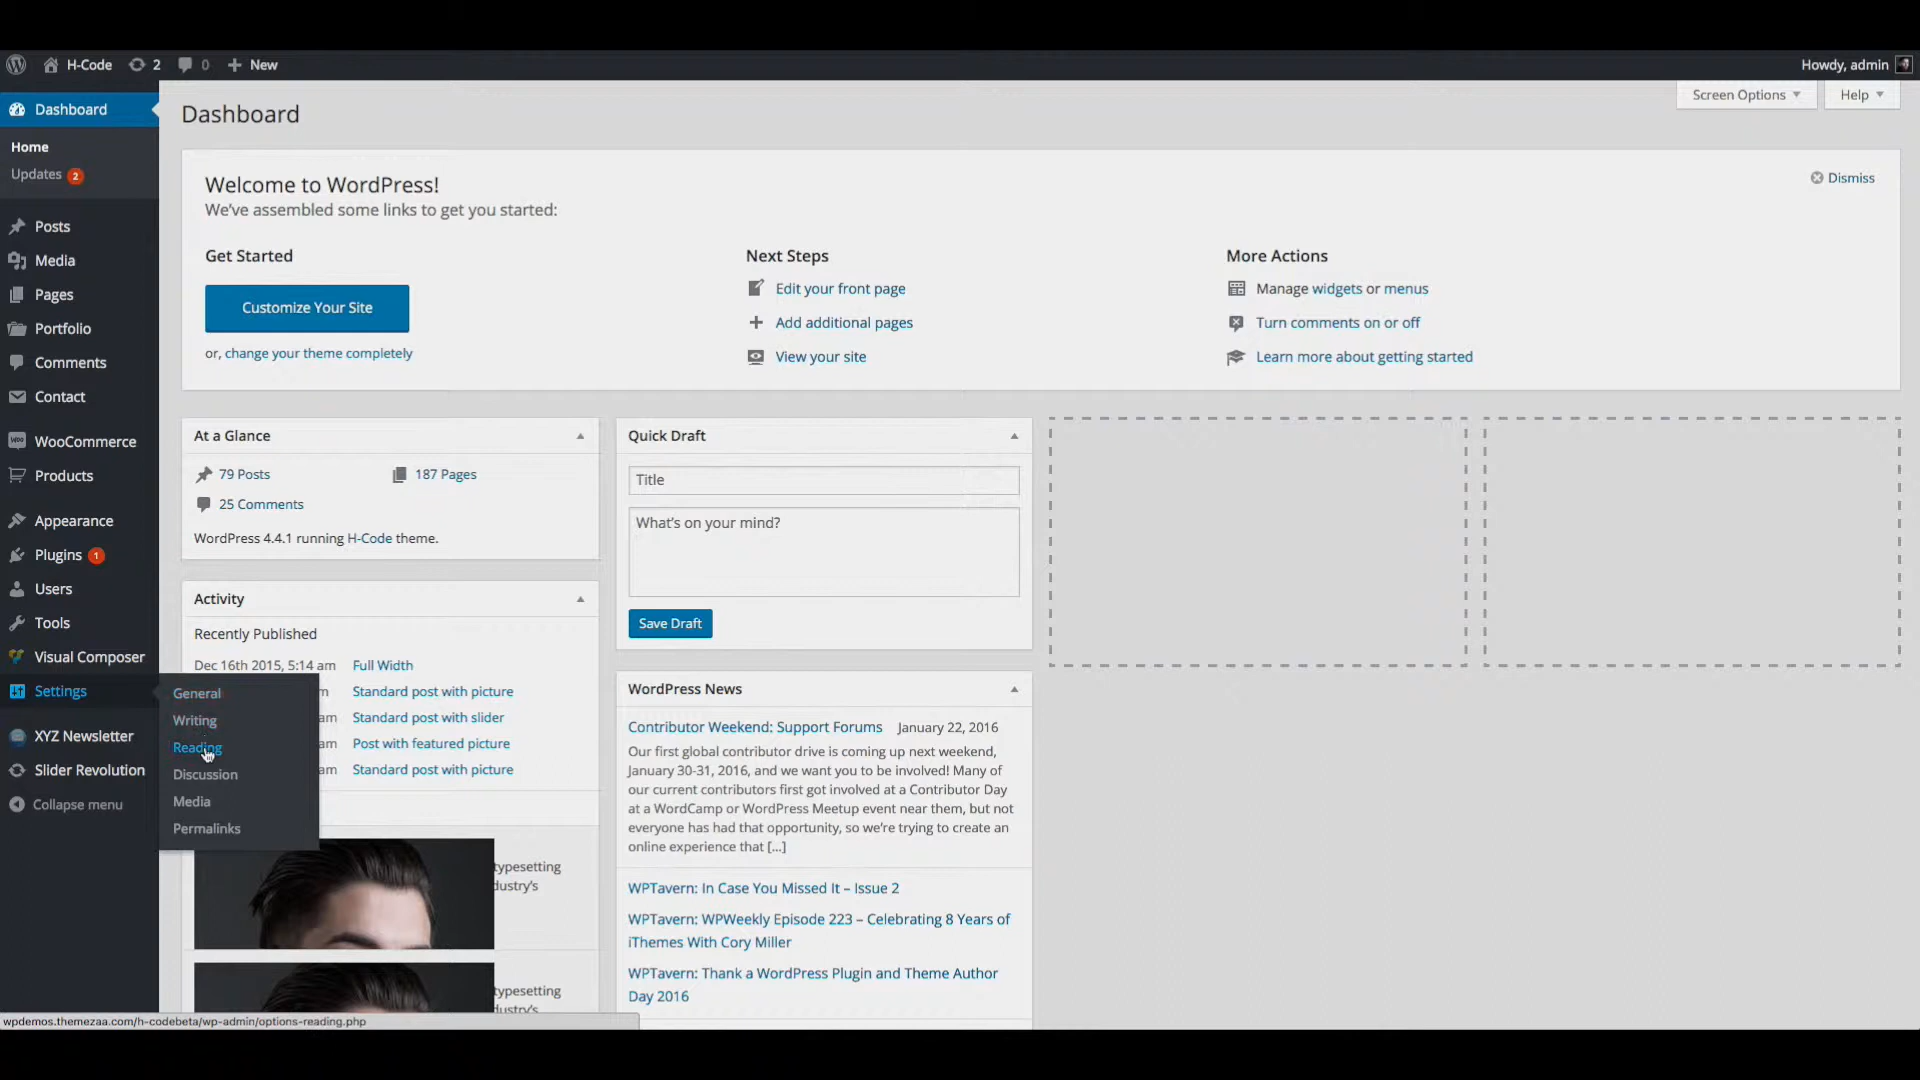 H-Code 2 0 New
Howdy, admin
Dashboard
Home
Updates 2
Posts
Media
Pages
Portfolio
Comments
Contact
WooCommerce
Products
Appearance
Plugins 1
Users
Tools
Visual Composer
Settings
XYZ Newsletter
Slider Revolution
Collapse menu
General
Writing
Reading
Discussion
Media
Permalinks
Dashboard
Screen Options
Help
Welcome to WordPress!
We've assembled some links to get you started:
Dismiss
Get Started
Customize Your Site
or, change your theme completely
Next Steps
Edit your front page
Add additional pages
View your site
More Actions
Manage widgets or menus
Turn comments on or off
Learn more about getting started
At a Glance
79 Posts 187 Pages
25 Comments
WordPress 4.4.1 running H-Code theme.
Activity
Recently Published
Dec 16th 2015, 5:14 am Full Width
m Standard post with picture
am Standard post with slider
am Post with featured picture
am Standard post with picture
typesetting
dustry's
typesetting
Quick Draft
Title
What's on your mind?
Save Draft
WordPress News
Contributor Weekend: Support Forums January 22, 2016
Our first global contributor drive is coming up next weekend,
January 30-31, 2016, and we want you to be involved! Many of
our current contributors first got involved at a Contributor Day
at a WordCamp or WordPress Meetup event near them, but not
everyone has had that opportunity, so we're trying to create an
online experience that [...]
WPTavern: In Case You Missed It – Issue 2
WPTavern: WPWeekly Episode 223 – Celebrating 8 Years of
iThemes With Cory Miller
WPTavern: Thank a WordPress Plugin and Theme Author
Day 2016
wpdemos.themezaa.com/h-codebeta/wp-admin/options-reading.php